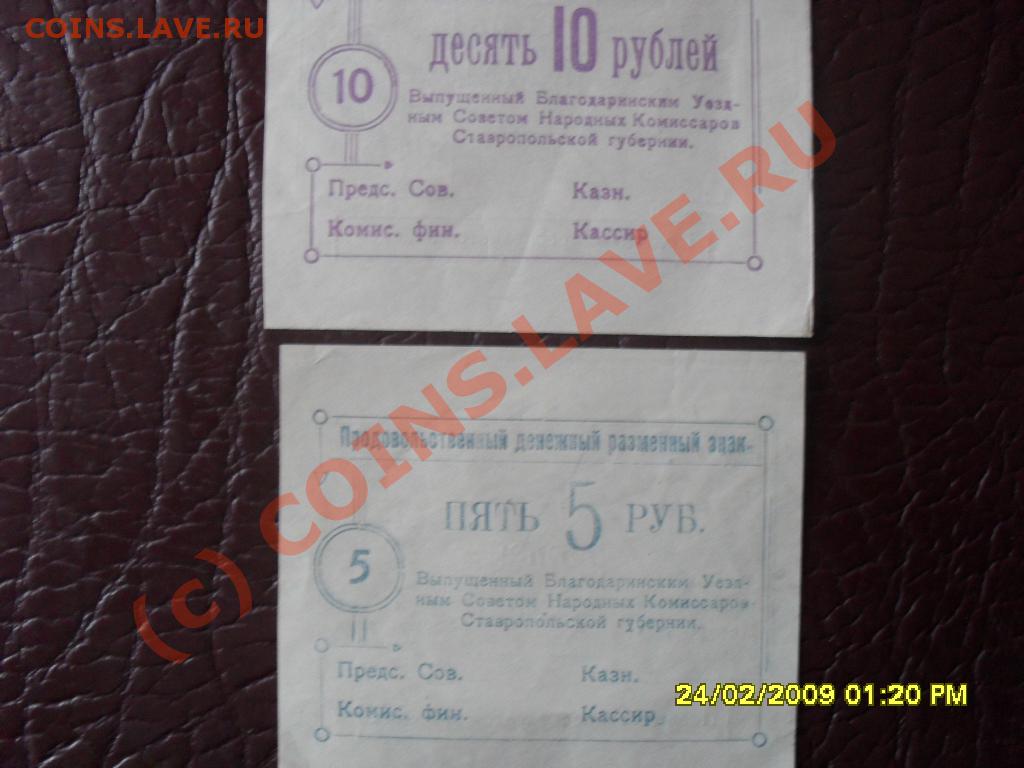 COINS.LAVE.RU
десять 10 рублей
10
Выпущенный Благодаринским Уезд-
ным Советом Народных Комиссаров
Ставропольской губернии.
Предс. Сов. Казн.
Комис. фин. Кассир
Продовольственный денежный разменный знак-
ПЯТЬ 5 РУБ.
5
Выпущенный Благодаринским Уезд-
ным Советом Народных Комиссаров
Ставропольской губернии.
Предс. Сов. Казн.
Комис. фин. Кассир
(c) COINS.LAVE.RU
24/02/2009 01:20 PM